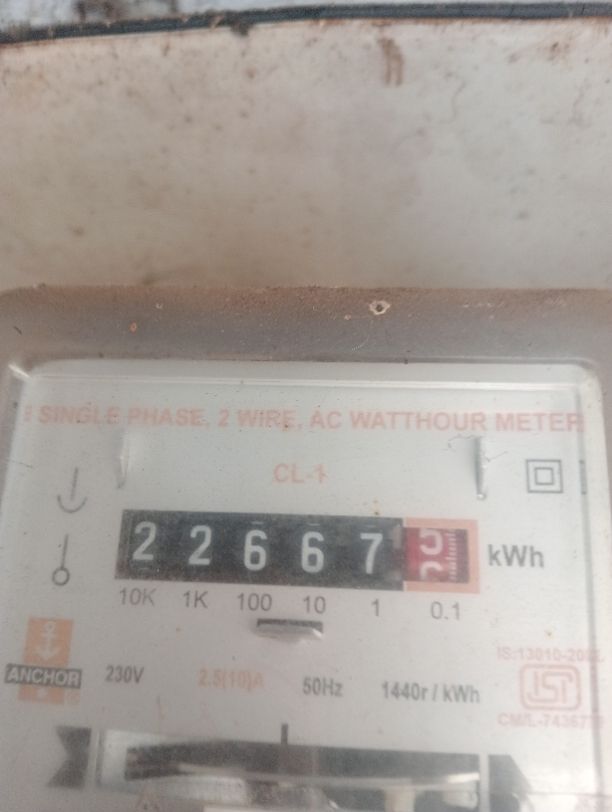 SINGLE PHASE, 2 WIRE, AC WATTHOUR METER
CL-1
2 2 6 6 7 kWh
10K 1K 100 10 1 0.1
ANCHOR
®
230V 2.5(10)A 50Hz 1440r / kWh
ISI